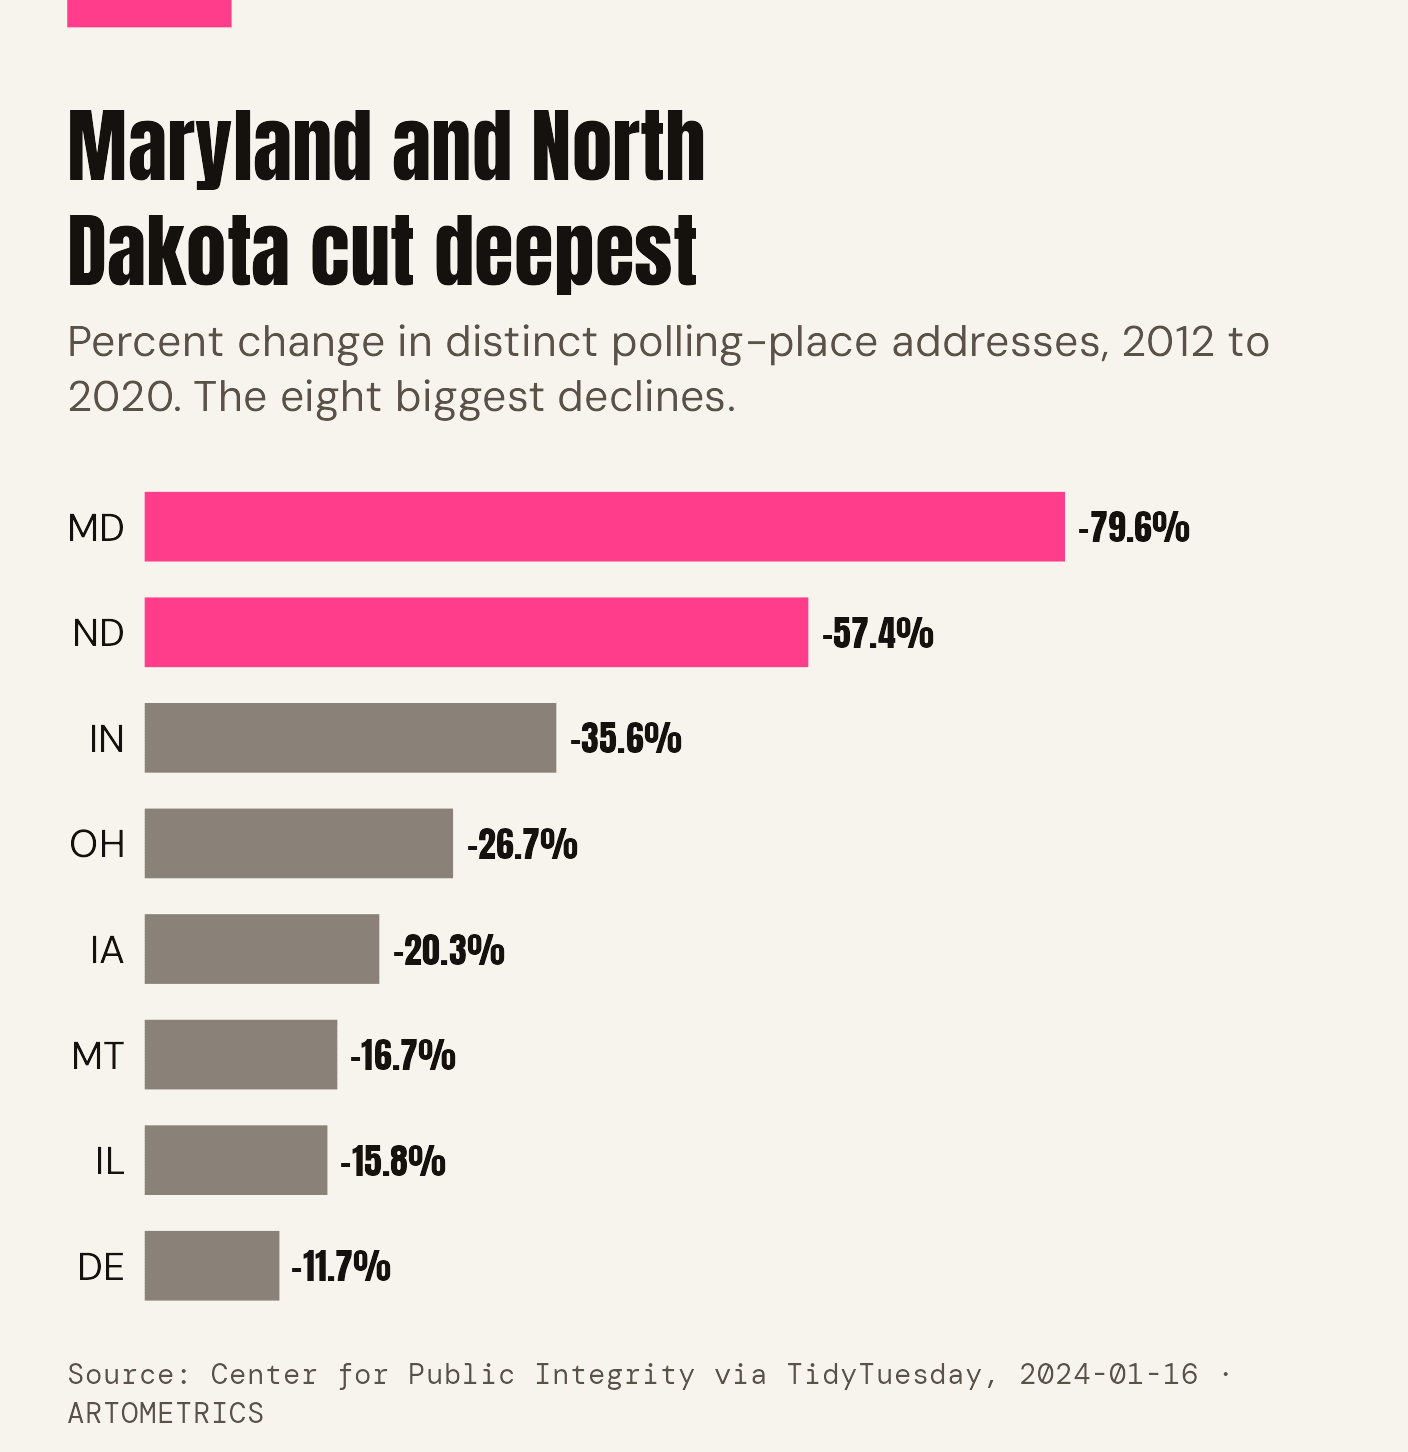 Maryland and North
Dakota cut deepest
Percent change in distinct polling-place addresses, 2012 to
2020. The eight biggest declines.
MD -79.6%
ND -57.4%
IN -35.6%
OH -26.7%
IA -20.3%
MT -16.7%
IL -15.8%
DE -11.7%
Source: Center for Public Integrity via TidyTuesday, 2024-01-16 ·
ARTOMETRICS